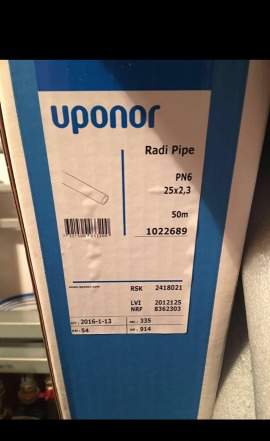 uponor
Radi Pipe
PN6
25x2,3
50m
1022689
RSK 2418021
LVI 2012125
NRF 8362303
2016-1-13
335
54
914